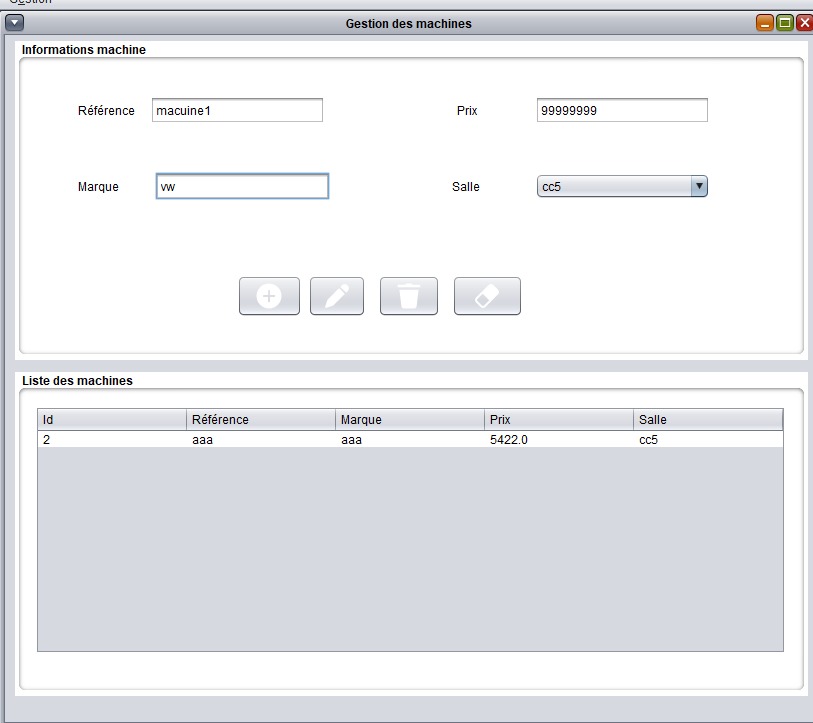 Gestion
Gestion des machines
Informations machine
Référence macuine1 Prix 99999999
Marque vw Salle cc5
Liste des machines
Id Référence Marque Prix Salle
2 aaa aaa 5422.0 cc5